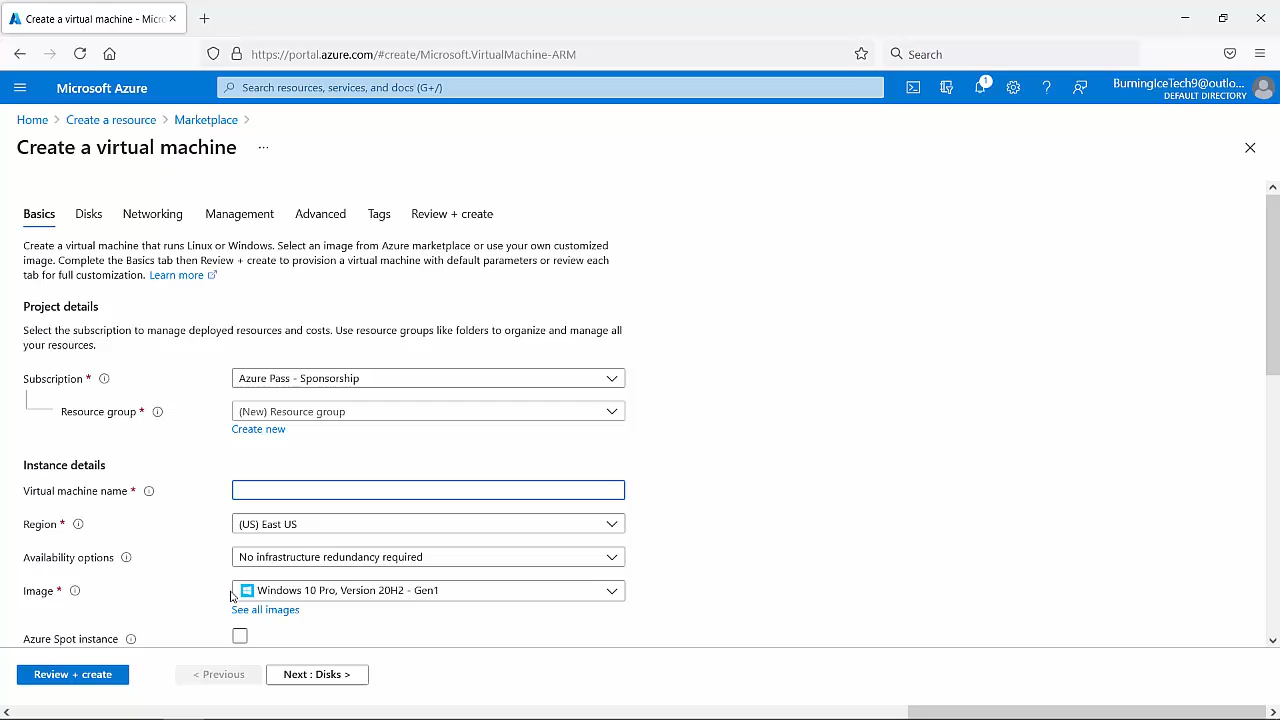 Create a virtual machine - Micro
https://portal.azure.com/#create/Microsoft.VirtualMachine-ARM
Search
Microsoft Azure
Search resources, services, and docs (G+/)
1
BurningIceTech9@outlo...
DEFAULT DIRECTORY
Home > Create a resource > Marketplace >
Create a virtual machine ...
Basics Disks Networking Management Advanced Tags Review + create
Create a virtual machine that runs Linux or Windows. Select an image from Azure marketplace or use your own customized
image. Complete the Basics tab then Review + create to provision a virtual machine with default parameters or review each
tab for full customization. Learn more
Project details
Select the subscription to manage deployed resources and costs. Use resource groups like folders to organize and manage all
your resources.
Subscription * Azure Pass - Sponsorship
Resource group * (New) Resource group
Create new
Instance details
Virtual machine name *
Region * (US) East US
Availability options No infrastructure redundancy required
Image * Windows 10 Pro, Version 20H2 - Gen1
See all images
Azure Spot instance
Review + create < Previous Next : Disks >